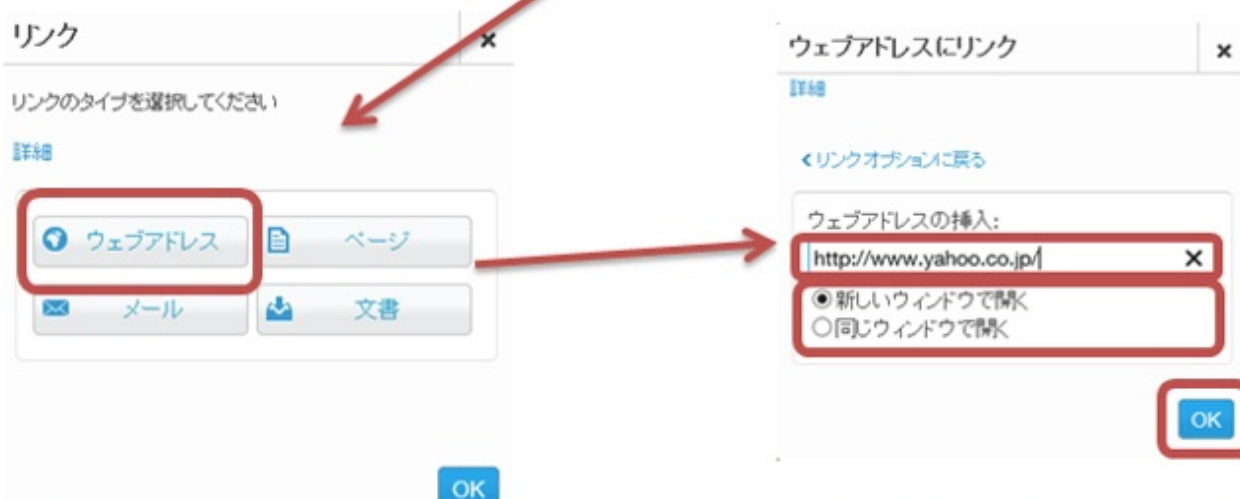 リンク
×
リンクのタイプを選択してください
詳細
ウェブアドレス
ページ
メール
文書
OK
ウェブアドレスにリンク
×
詳細
<リンクオプションに戻る
ウェブアドレスの挿入:
http://www.yahoo.co.jp/
×
新しいウィンドウで開く
同じウィンドウで開く
OK